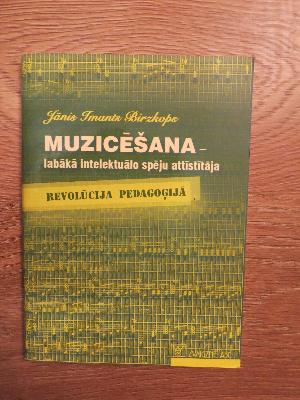 Jānis Imants Birzkops
MUZICĒŠANA –
labākā intelektuālo spēju attīstītāja
REVOLŪCIJA PEDAGOĢIJĀ